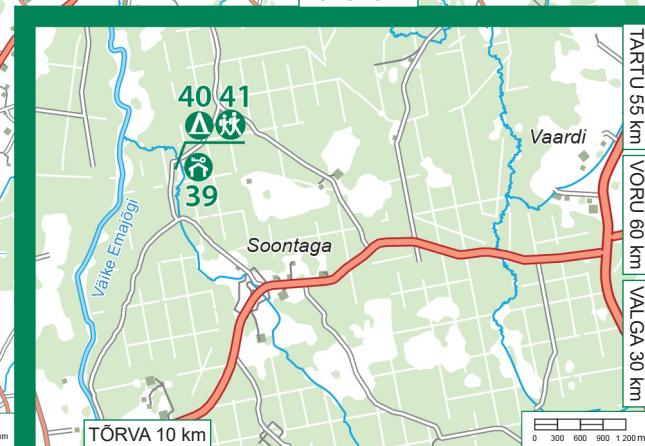 40 41
39
Vaardi
Soontaga
Väike Emajõgi
TARTU 55 km
VÕRU 60 km
VALGA 30 km
TÕRVA 10 km
0 300 600 900 1 200 m